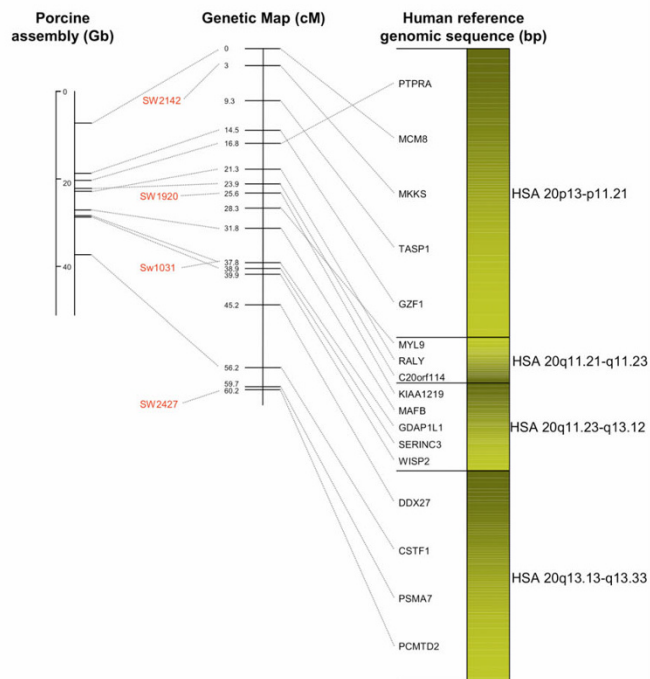 Porcine
assembly (Gb)
Genetic Map (cM)
Human reference
genomic sequence (bp)
0
20
40
SW2142
SW1920
Sw1031
SW2427
0
3
9.3
14.5
16.8
21.3
23.9
25.6
28.3
31.8
37.8
38.9
39.9
45.2
56.2
59.7
60.2
PTPRA
MCM8
MKKS
TASP1
GZF1
MYL9
RALY
C20orf114
KIAA1219
MAFB
GDAP1L1
SERINC3
WISP2
DDX27
CSTF1
PSMA7
PCMTD2
HSA 20p13-p11.21
HSA 20q11.21-q11.23
HSA 20q11.23-q13.12
HSA 20q13.13-q13.33